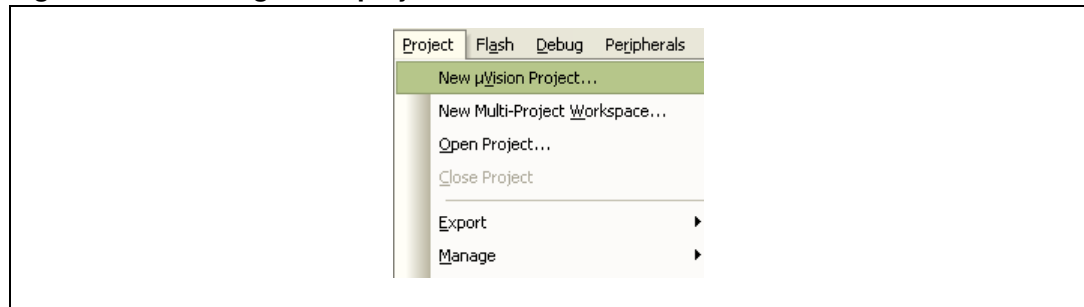 Project Flash Debug Peripherals
New µVision Project...
New Multi-Project Workspace...
Open Project...
Close Project
Export
Manage